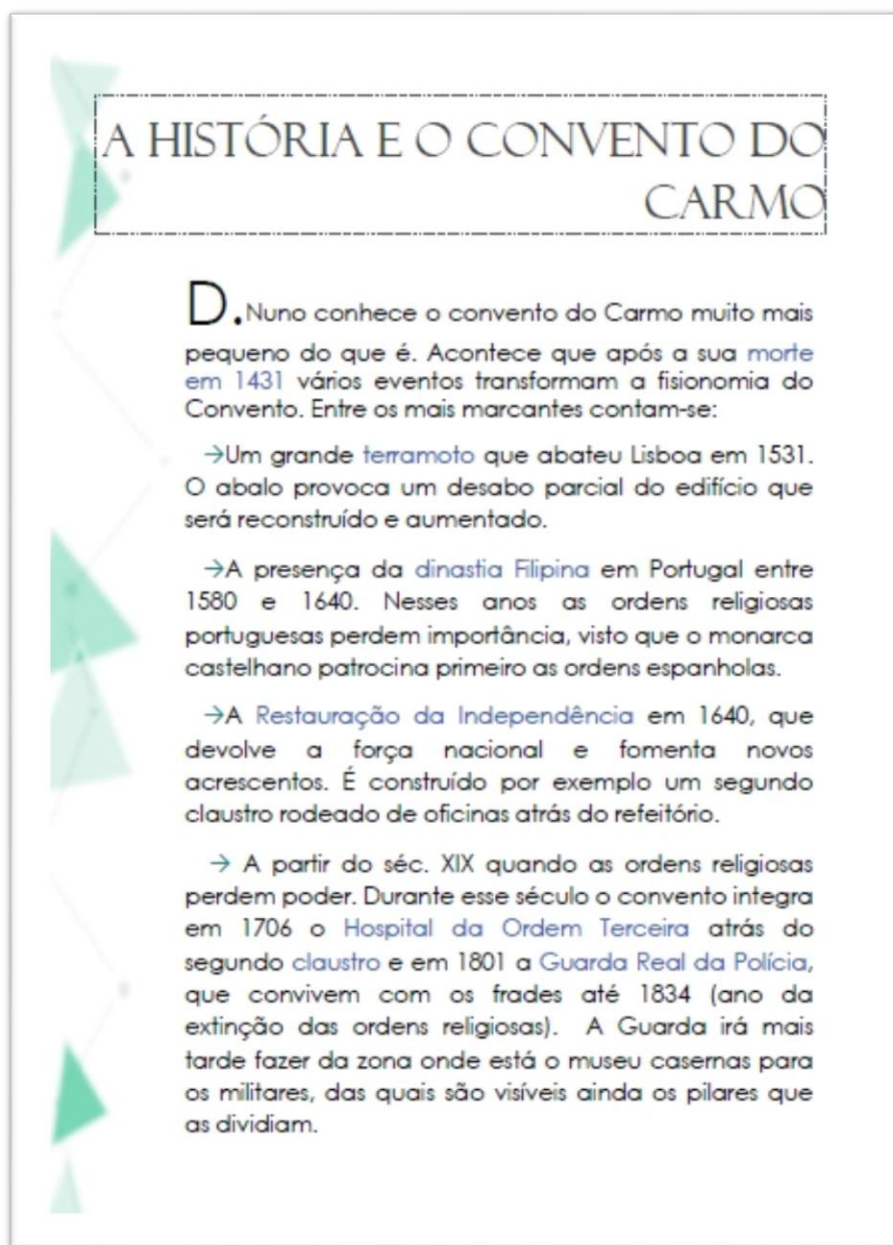 A HISTÓRIA E O CONVENTO DO
CARMO
D. Nuno conhece o convento do Carmo muito mais
pequeno do que é. Acontece que após a sua morte
em 1431 vários eventos transformam a fisionomia do
Convento. Entre os mais marcantes contam-se:
→Um grande terramoto que abateu Lisboa em 1531.
O abalo provoca um desabo parcial do edifício que
será reconstruído e aumentado.
→A presença da dinastia Filipina em Portugal entre
1580 e 1640. Nesses anos as ordens religiosas
portuguesas perdem importância, visto que o monarca
castelhano patrocina primeiro as ordens espanholas.
→A Restauração da Independência em 1640, que
devolve a força nacional e fomenta novos
acrescentos. É construído por exemplo um segundo
claustro rodeado de oficinas atrás do refeitório.
→ A partir do séc. XIX quando as ordens religiosas
perdem poder. Durante esse século o convento integra
em 1706 o Hospital da Ordem Terceira atrás do
segundo claustro e em 1801 a Guarda Real da Polícia,
que convivem com os frades até 1834 (ano da
extinção das ordens religiosas). A Guarda irá mais
tarde fazer da zona onde está o museu casernas para
os militares, das quais são visíveis ainda os pilares que
as dividiam.